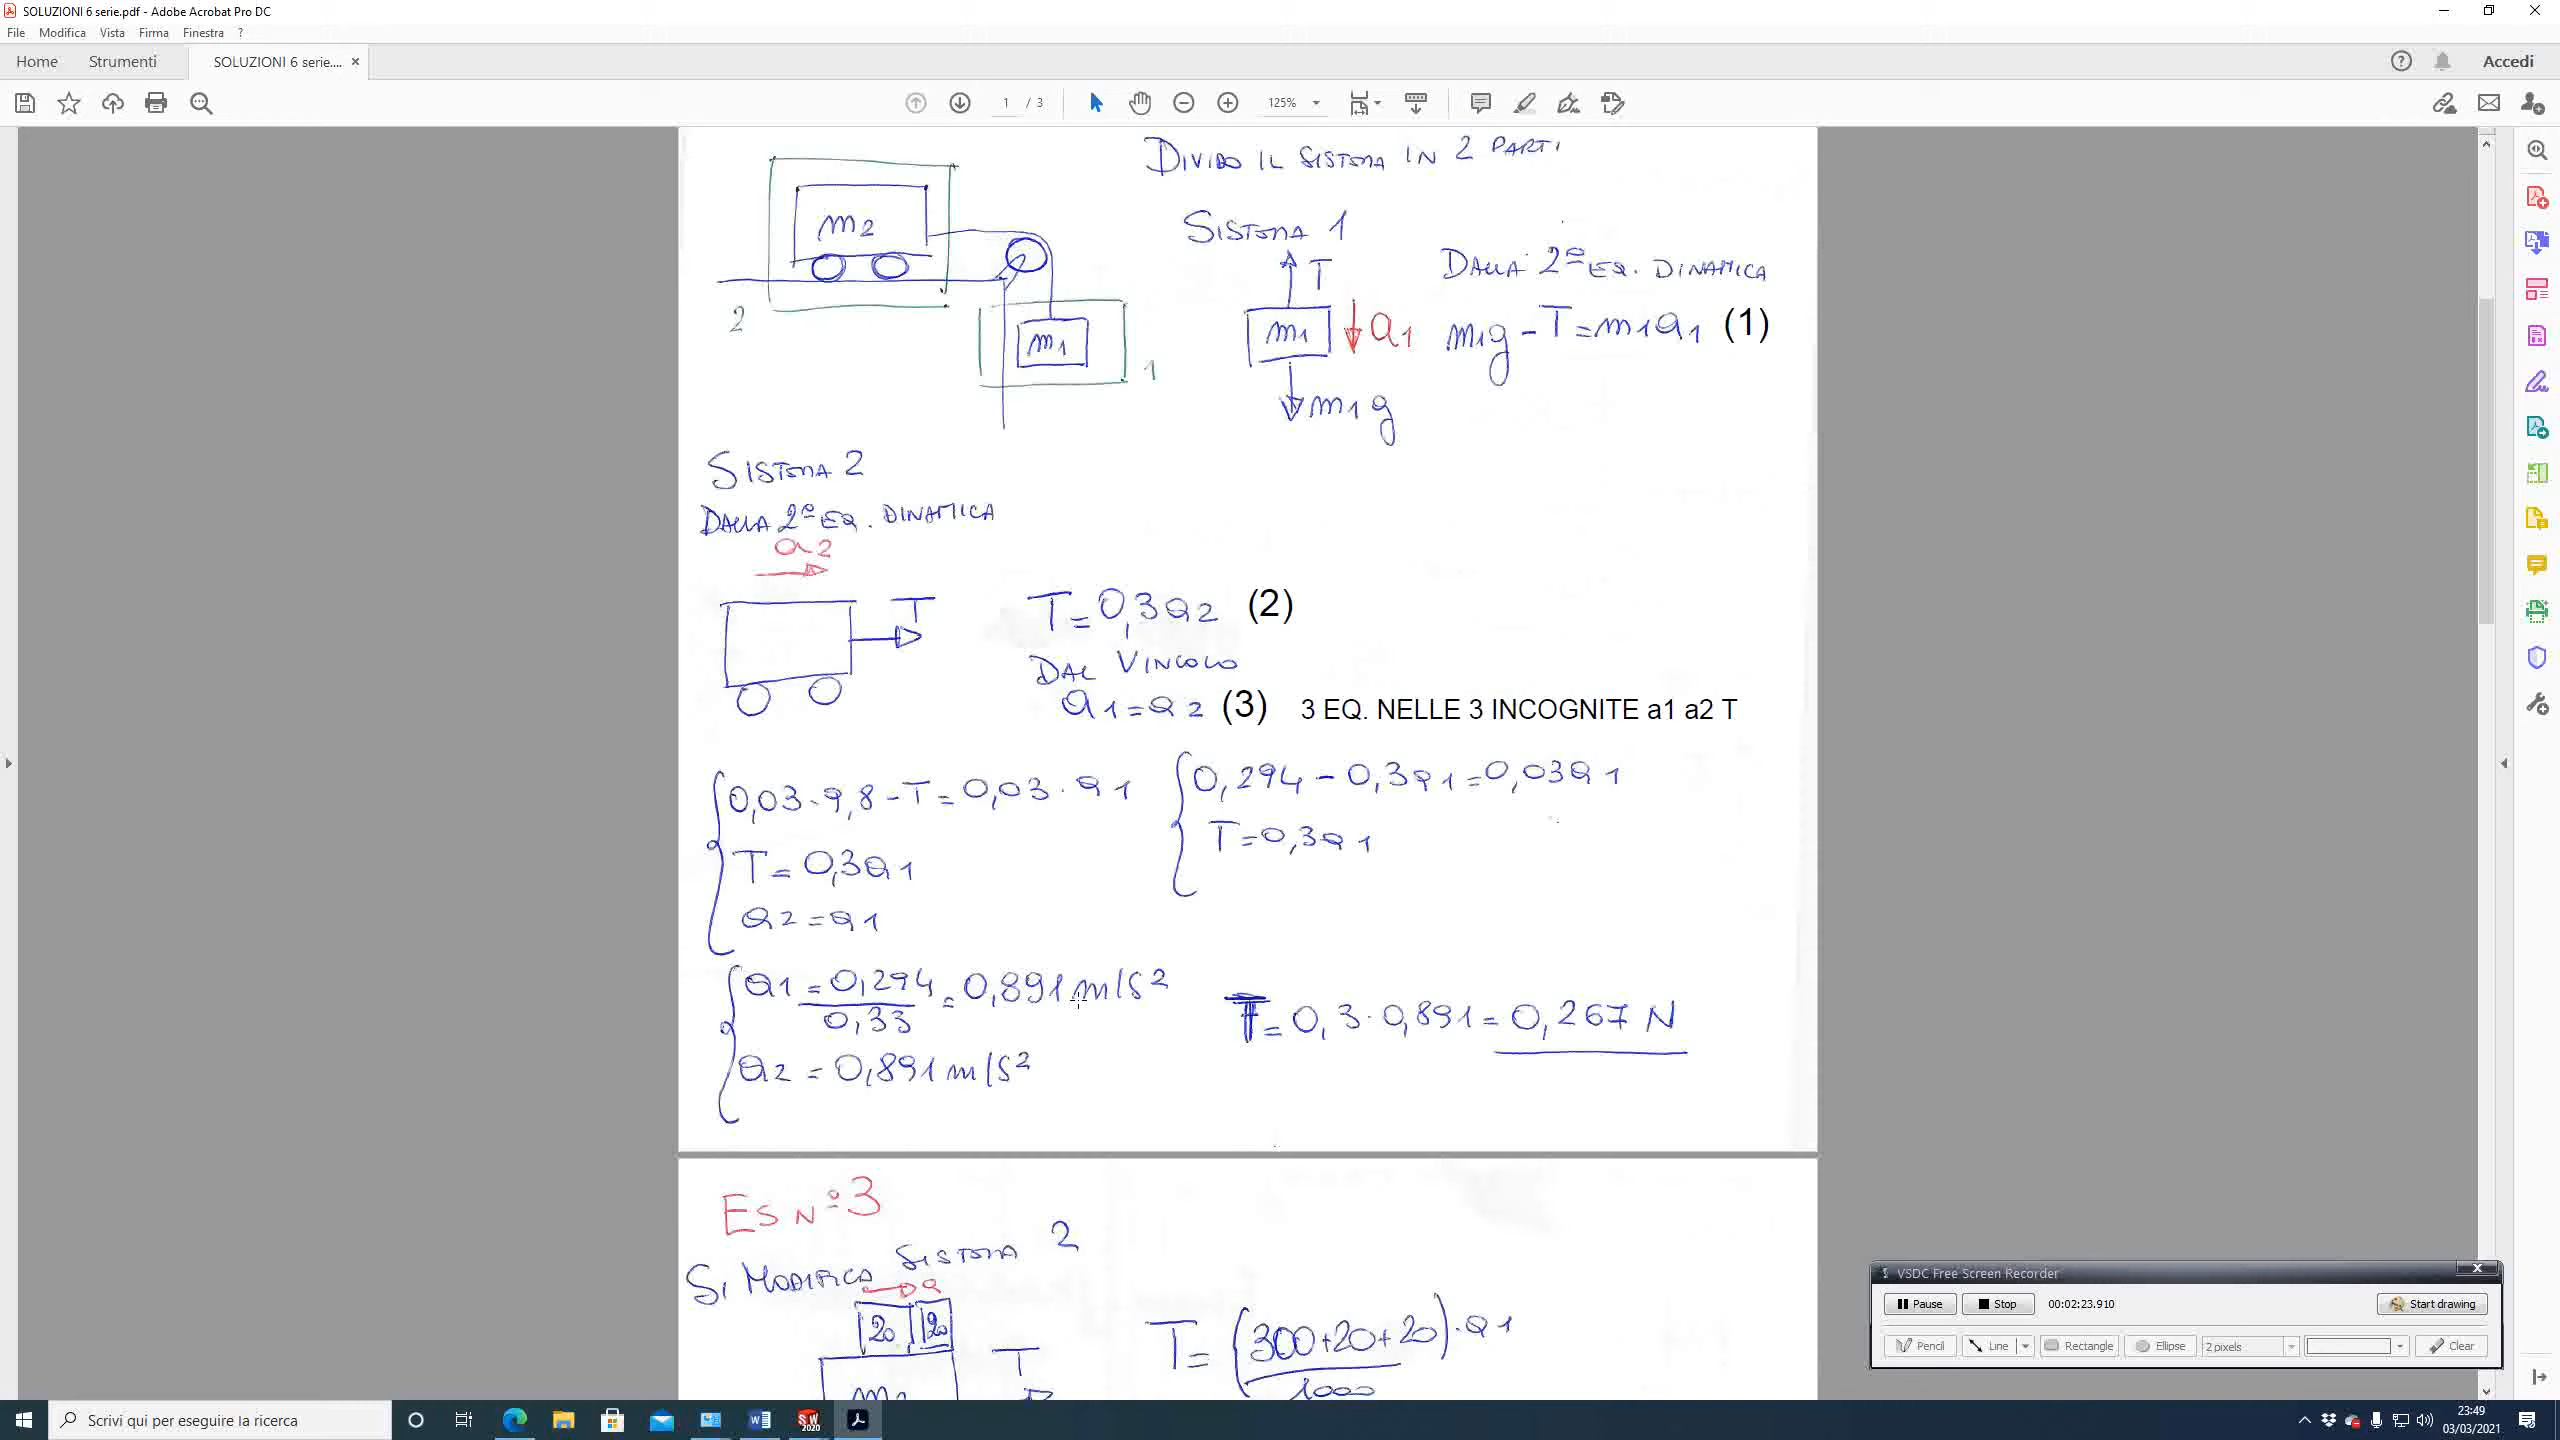 SOLUZIONI 6 serie.pdf - Adobe Acrobat Pro DC
File Modifica Vista Firma Finestra ?
Home Strumenti SOLUZIONI 6 serie.... × Accedi
1 / 3 125%
DIVIDO IL SISTEMA IN 2 PARTI
m2
2
m1
1
SISTEMA 1
T
m1
a1
m1g
DALLA 2ª EQ. DINAMICA
m1g - T = m1a1 (1)
SISTEMA 2
DALLA 2ª EQ. DINAMICA
a2
T
T = 0,3a2 (2)
DAL VINCOLO
a1 = a2 (3) 3 EQ. NELLE 3 INCOGNITE a1 a2 T
0,03 · 9,8 - T = 0,03 · a1
T = 0,3a1
a2 = a1
0,294 - 0,3a1 = 0,03a1
T = 0,3a1
a1 = 0,294 = 0,891 m/s²
0,33
a2 = 0,891 m/s²
T = 0,3 · 0,891 = 0,267 N
ES N° 3
SI MODIFICA SISTEMA 2
a
20 20
T
T = (300+20+20) · a1
1000
VSDC Free Screen Recorder
Pause Stop 00:02:23.910 Start drawing
Pencil Line Rectangle Ellipse 2 pixels Clear
Scrivi qui per eseguire la ricerca
SW
2020
23:49
03/03/2021